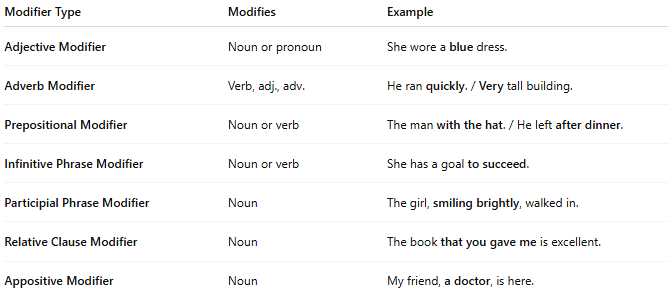 Modifier Type Modifies Example
Adjective Modifier Noun or pronoun She wore a blue dress.
Adverb Modifier Verb, adj., adv. He ran quickly. / Very tall building.
Prepositional Modifier Noun or verb The man with the hat. / He left after dinner.
Infinitive Phrase Modifier Noun or verb She has a goal to succeed.
Participial Phrase Modifier Noun The girl, smiling brightly, walked in.
Relative Clause Modifier Noun The book that you gave me is excellent.
Appositive Modifier Noun My friend, a doctor, is here.